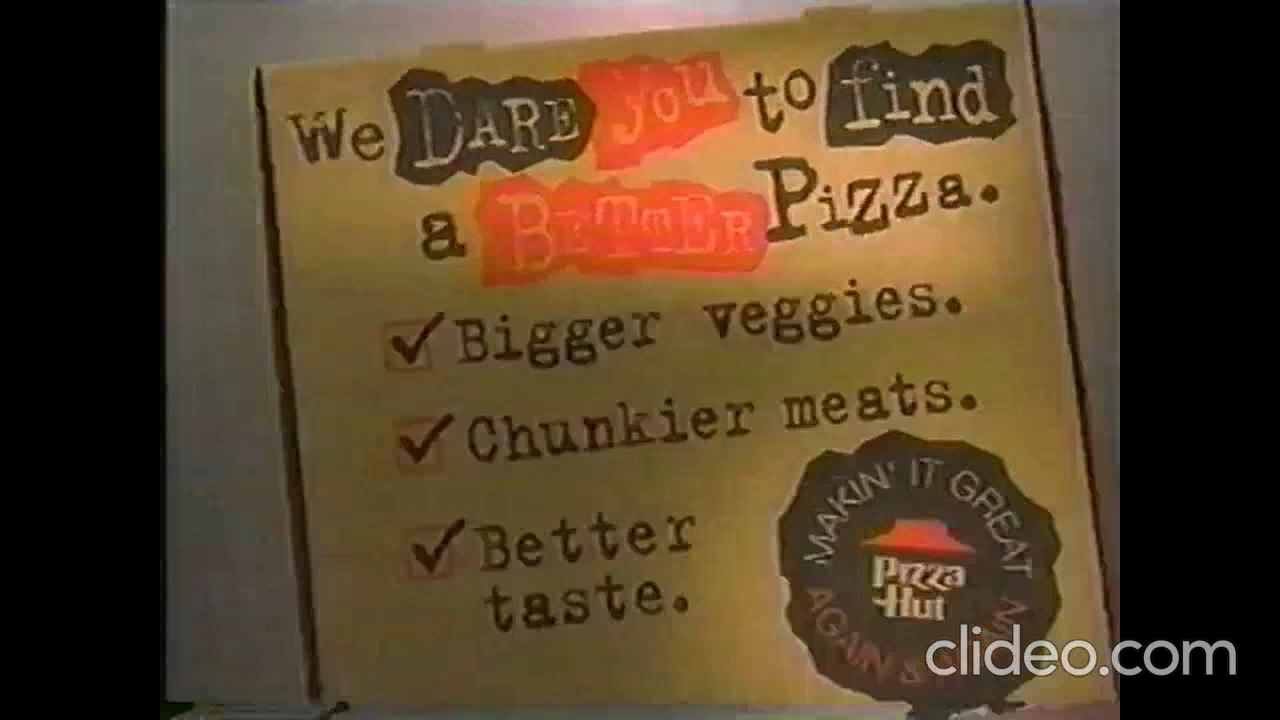 We DARE you to find
a BETTER Pizza.
Bigger veggies.
Chunkier meats.
Better
taste.
MAKIN' IT GREAT
Pizza
Hut
AGAIN &
clideo.com